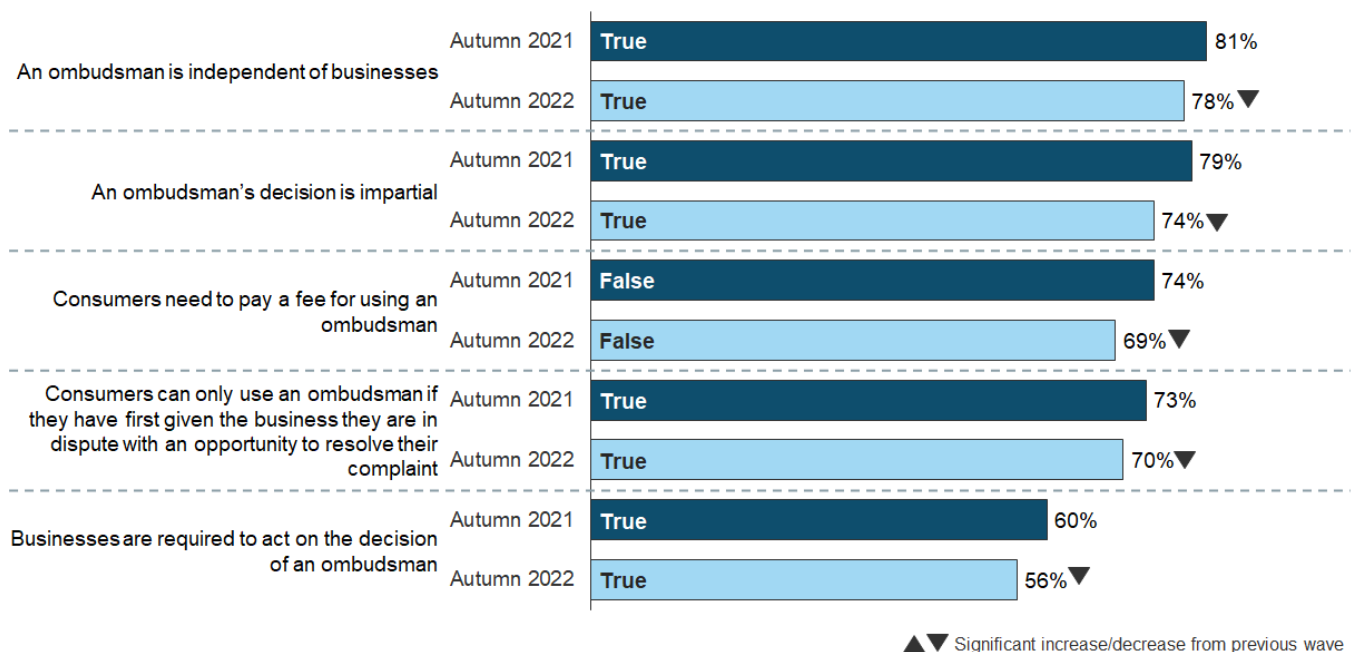 Autumn 2021 True 81%
An ombudsman is independent of businesses
Autumn 2022 True 78%▼
Autumn 2021 True 79%
An ombudsman’s decision is impartial
Autumn 2022 True 74%▼
Autumn 2021 False 74%
Consumers need to pay a fee for using an
ombudsman
Autumn 2022 False 69%▼
Consumers can only use an ombudsman if
they have first given the business they are in
dispute with an opportunity to resolve their
complaint
Autumn 2021 True 73%
Autumn 2022 True 70%▼
Autumn 2021 True 60%
Businesses are required to act on the decision
of an ombudsman
Autumn 2022 True 56%▼
▲▼ Significant increase/decrease from previous wave